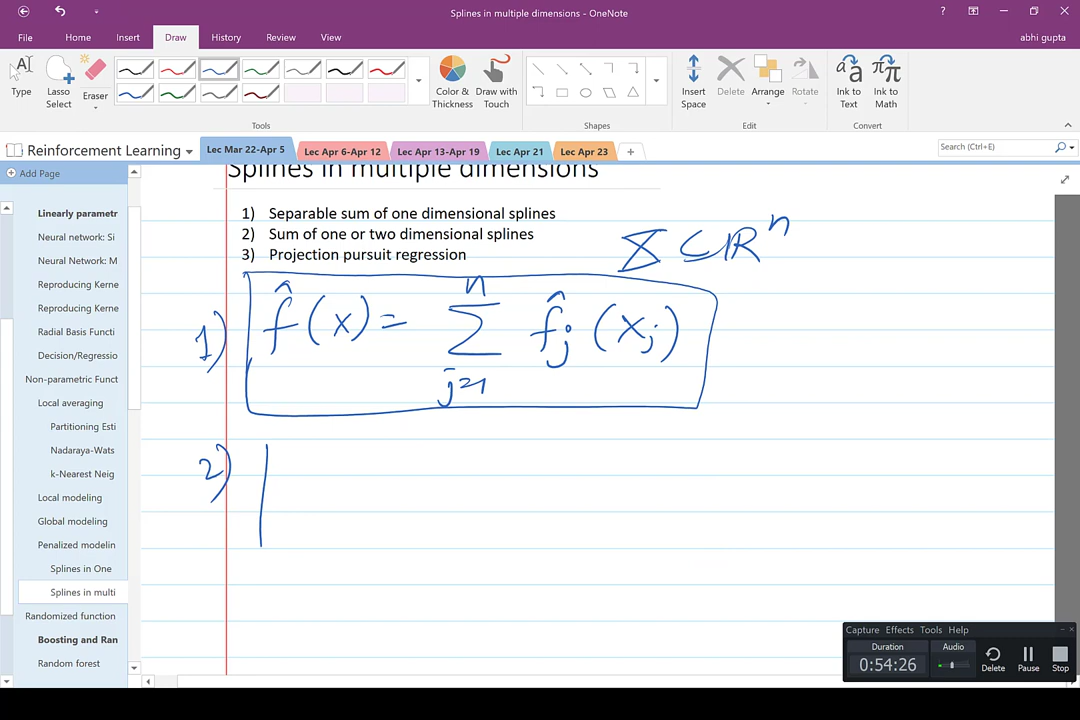 Splines in multiple dimensions - OneNote
File Home Insert Draw History Review View
abhi gupta
Type
Lasso Select
Eraser
Color & Thickness
Draw with Touch
Insert Space
Delete
Arrange
Rotate
Ink to Text
Ink to Math
Tools
Shapes
Edit
Convert
Reinforcement Learning
Lec Mar 22-Apr 5
Lec Apr 6-Apr 12
Lec Apr 13-Apr 19
Lec Apr 21
Lec Apr 23
Search (Ctrl+E)
Add Page
Linearly parametr
Neural network: Si
Neural Network: M
Reproducing Kerne
Reproducing Kerne
Radial Basis Functi
Decision/Regressio
Non-parametric Funct
Local averaging
Partitioning Esti
Nadaraya-Wats
k-Nearest Neig
Local modeling
Global modeling
Penalized modelin
Splines in One
Splines in multi
Randomized function
Boosting and Ran
Random forest
Splines in multiple dimensions
1) Separable sum of one dimensional splines
2) Sum of one or two dimensional splines
3) Projection pursuit regression
X ⊂ ℝⁿ
1) f̂(x) = ∑_{j=1}^{n} f̂_j(x_j)
2)
Capture Effects Tools Help
Duration
0:54:26
Audio
Delete
Pause
Stop